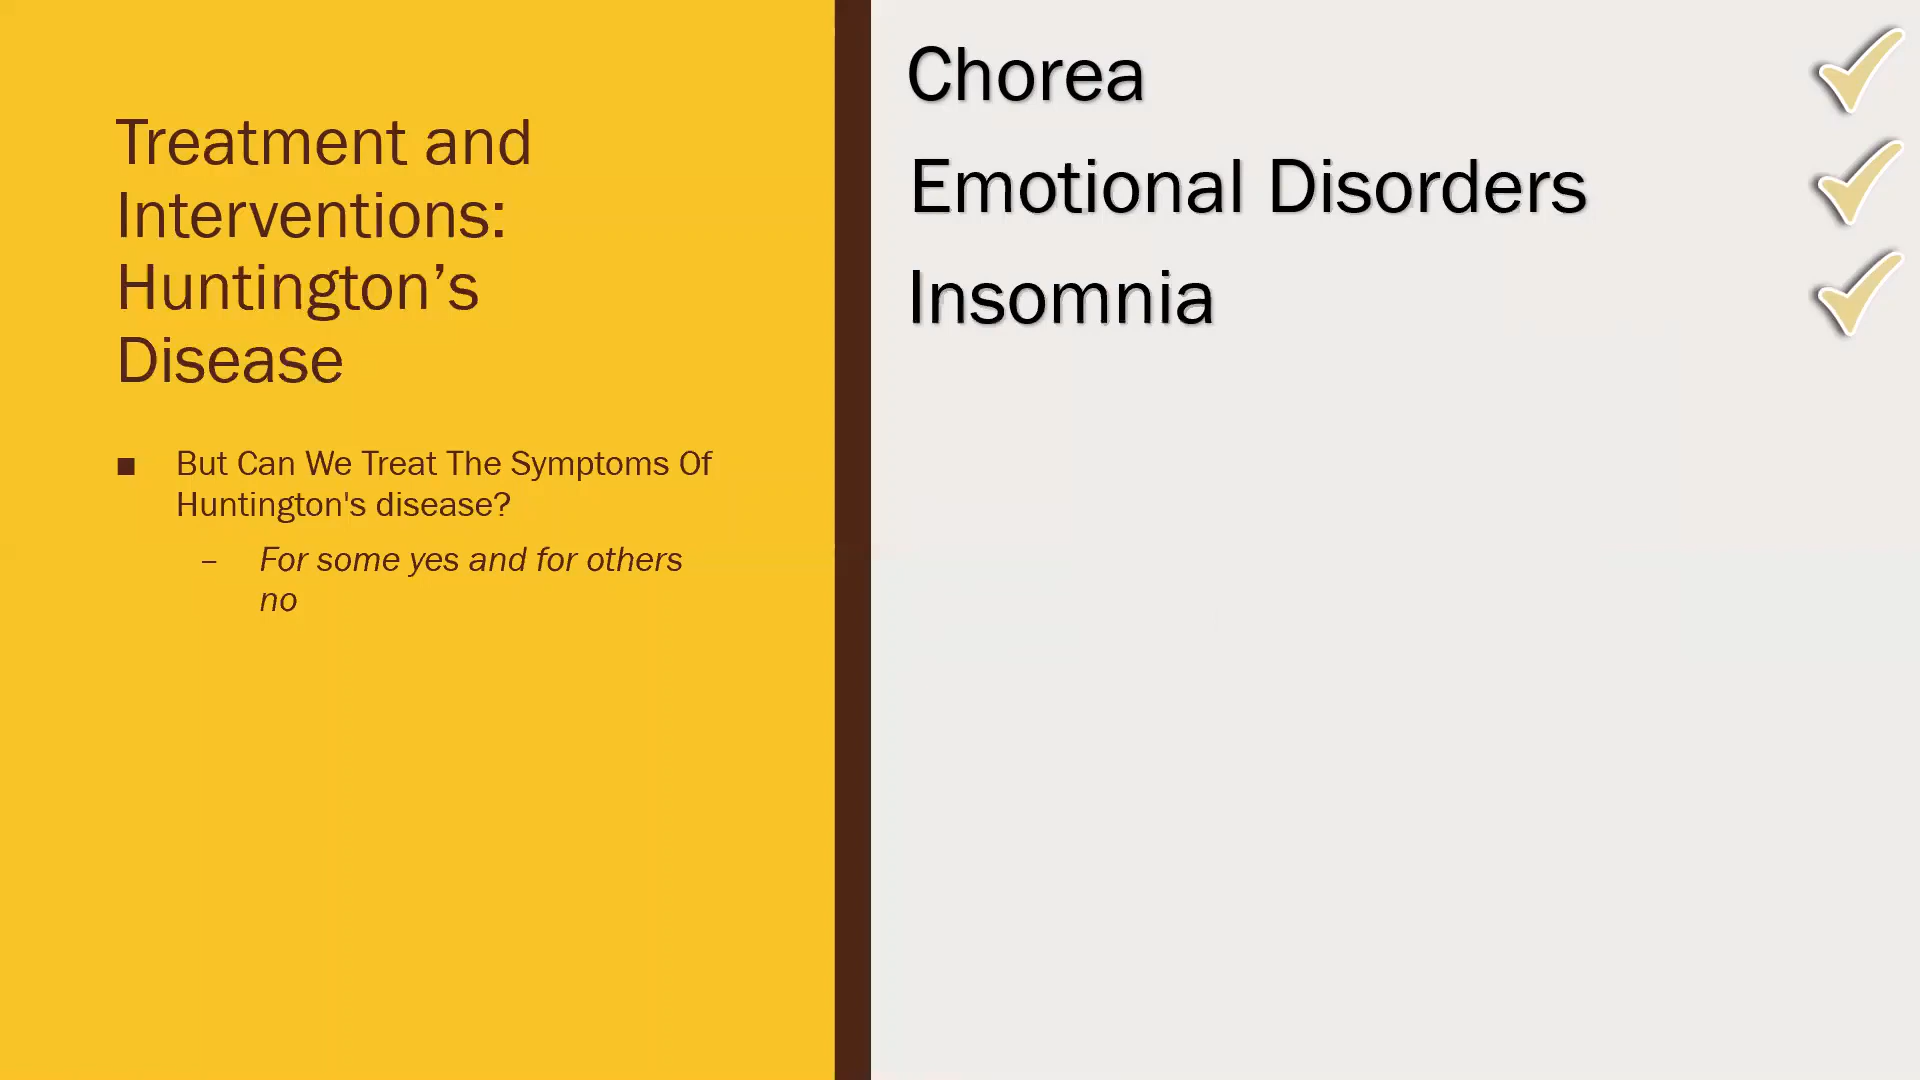 Treatment and
Interventions:
Huntington’s
Disease
■ But Can We Treat The Symptoms Of
Huntington's disease?
– For some yes and for others
no
Chorea
Emotional Disorders
Insomnia